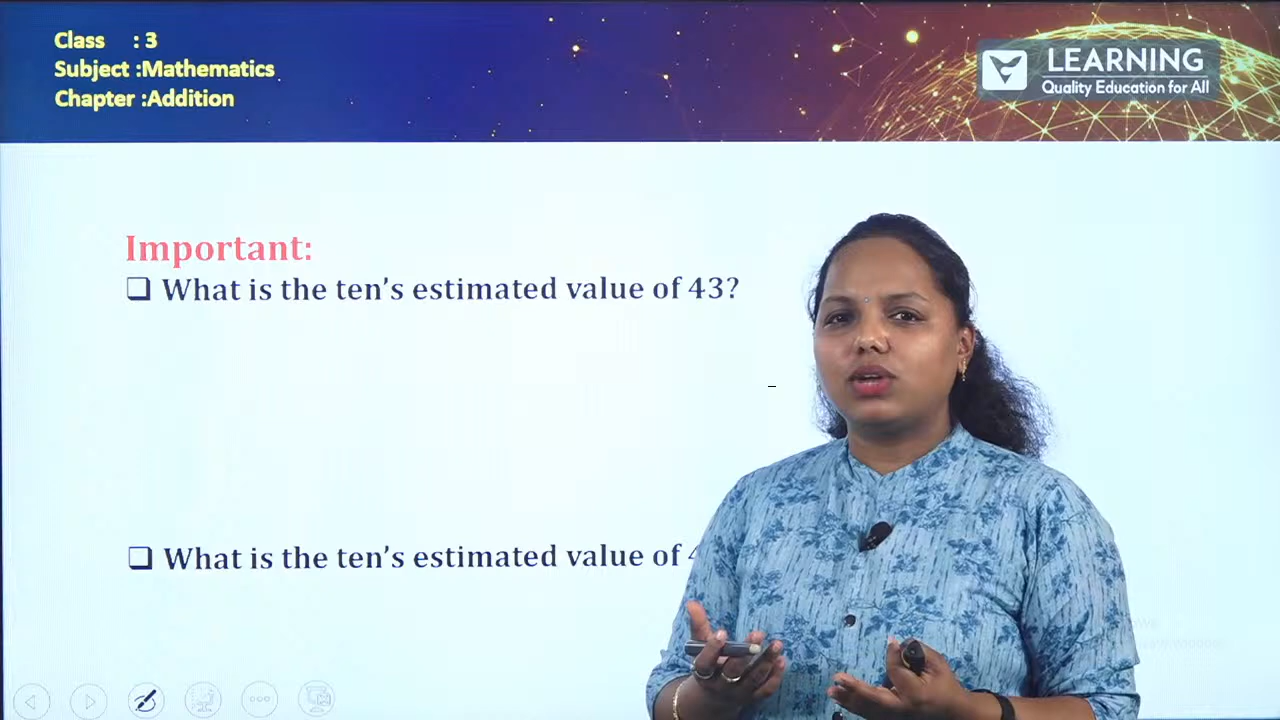 Class : 3
Subject :Mathematics
Chapter :Addition
LEARNING
Quality Education for All
Important:
❑ What is the ten's estimated value of 43?
❑ What is the ten's estimated value of